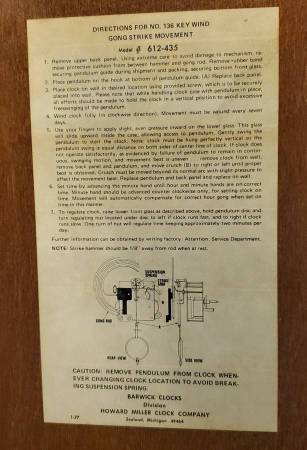 DIRECTIONS FOR NO. 136 KEY WIND
GONG STRIKE MOVEMENT
Model # 612-435
1. Remove upper back panel. Using extreme care to avoid damage to mechanism, re-
move protective cushion from between hammer and gong rod. Remove rubber band
securing pendulum guide during shipment and packing, securing bottom front glass.
2. Place pendulum on the hook at bottom of pendulum guide. (A) Replace back panel.
3. Place clock on wall in desired location using provided screw, which is to be securely
placed into wall. Please note that while handling clock one with pendulum in place,
all efforts should be made to hold the clock in a vertical position to avoid excessive
freeswinging of the pendulum.
4. Wind clock fully (in clockwise direction). Movement must be wound every seven
days.
5. Use your fingers to apply slight, even pressure inward on the lower glass. This glass
will slide upward inside the case, allowing access to pendulum. Gently swing the
pendulum to start the clock. Note: clock must be hung perfectly vertical so the
pendulum swing is equal distance on both sides of center line of clock. If clock does
not operate satisfactorily, as evidenced by failure of pendulum to remain in contin-
uous, swinging motion, and movement beat is uneven . . . remove clock from wall,
remove back panel and pendulum, and move crutch (B) to right or left until proper
beat is obtained. Crutch must be moved beyond its normal arc with slight pressure to
affect the movement beat. Replace pendulum and back panel and replace on wall.
6. Set time by advancing the minute hand until hour and minute hands are on correct
time. Minute hand should be advanced in clockwise only, for setting clock on
time. Movement will automatically compensate for correct hour gong when set on
time in this manner.
7. To regulate clock, raise lower front glass as described above, hold pendulum disc and
turn regulating nut located under disc to left if clock runs fast, and to right if clock
runs slow. One turn of nut will regulate time keeping approximately two minutes per
day.
Further information can be obtained by writing factory: Attention: Service Department.
NOTE: Strike hammer should be 1/8" away from rod when at rest.
SUSPENSION
SPRING
STRIKE
ARM
GONG ROD
REAR VIEW
SIDE VIEW
CAUTION: REMOVE PENDULUM FROM CLOCK WHEN-
EVER CHANGING CLOCK LOCATION TO AVOID BREAK-
ING SUSPENSION SPRING.
BARWICK CLOCKS
Division
HOWARD MILLER CLOCK COMPANY
Zeeland, Michigan 49464